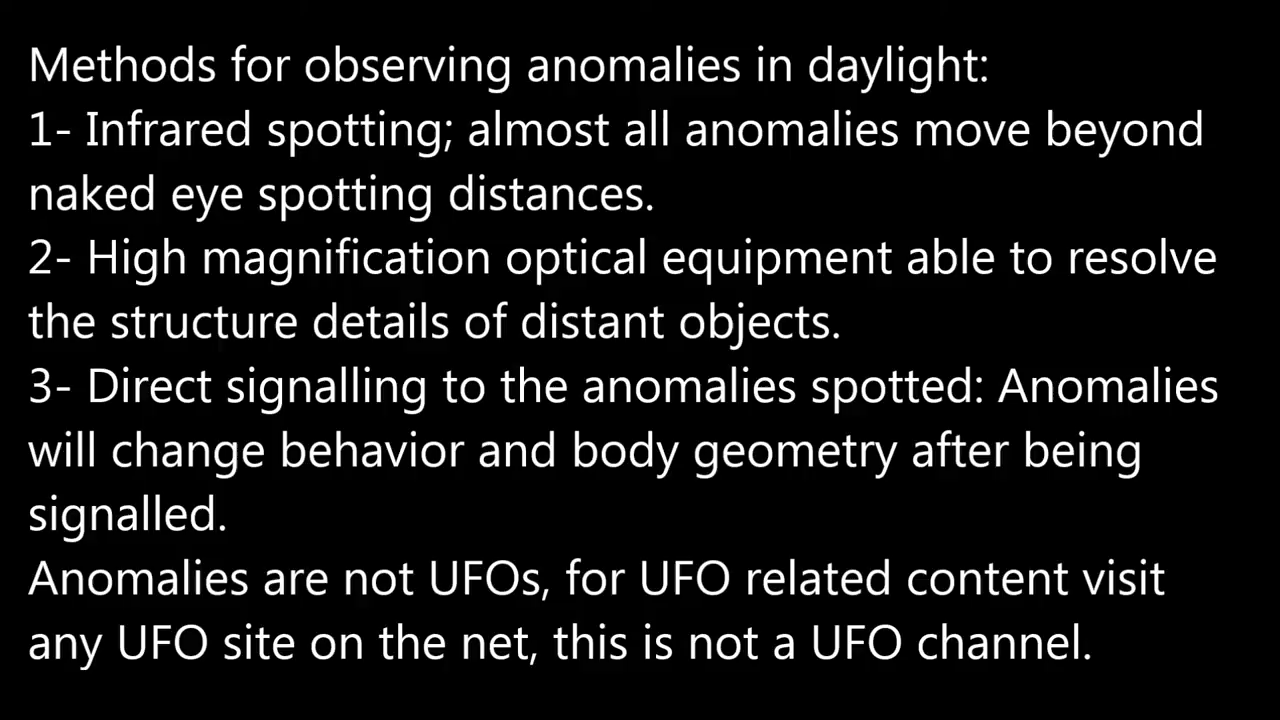 Methods for observing anomalies in daylight:
1- Infrared spotting; almost all anomalies move beyond
naked eye spotting distances.
2- High magnification optical equipment able to resolve
the structure details of distant objects.
3- Direct signalling to the anomalies spotted: Anomalies
will change behavior and body geometry after being
signalled.
Anomalies are not UFOs, for UFO related content visit
any UFO site on the net, this is not a UFO channel.